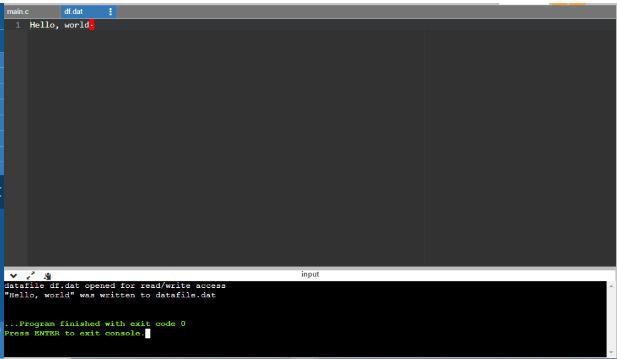 main.c df.dat
1 Hello, world
input
datafile df.dat opened for read/write access
"Hello, world" was written to datafile.dat
...Program finished with exit code 0
Press ENTER to exit console.